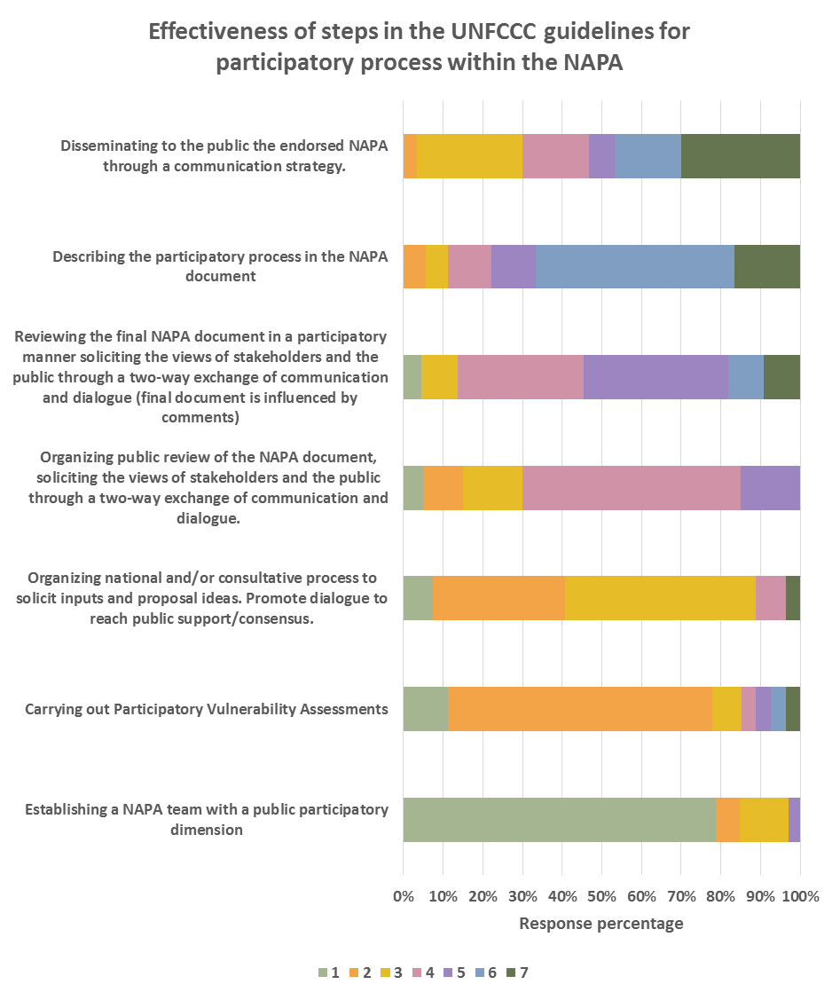 Effectiveness of steps in the UNFCCC guidelines for
participatory process within the NAPA
Disseminating to the public the endorsed NAPA
through a communication strategy.
Describing the participatory process in the NAPA
document
Reviewing the final NAPA document in a participatory
manner soliciting the views of stakeholders and the
public through a two-way exchange of communication
and dialogue (final document is influenced by
comments)
Organizing public review of the NAPA document,
soliciting the views of stakeholders and the public
through a two-way exchange of communication and
dialogue.
Organizing national and/or consultative process to
solicit inputs and proposal ideas. Promote dialogue to
reach public support/consensus.
Carrying out Participatory Vulnerability Assessments
Establishing a NAPA team with a public participatory
dimension
0% 10% 20% 30% 40% 50% 60% 70% 80% 90% 100%
Response percentage
1 2 3 4 5 6 7